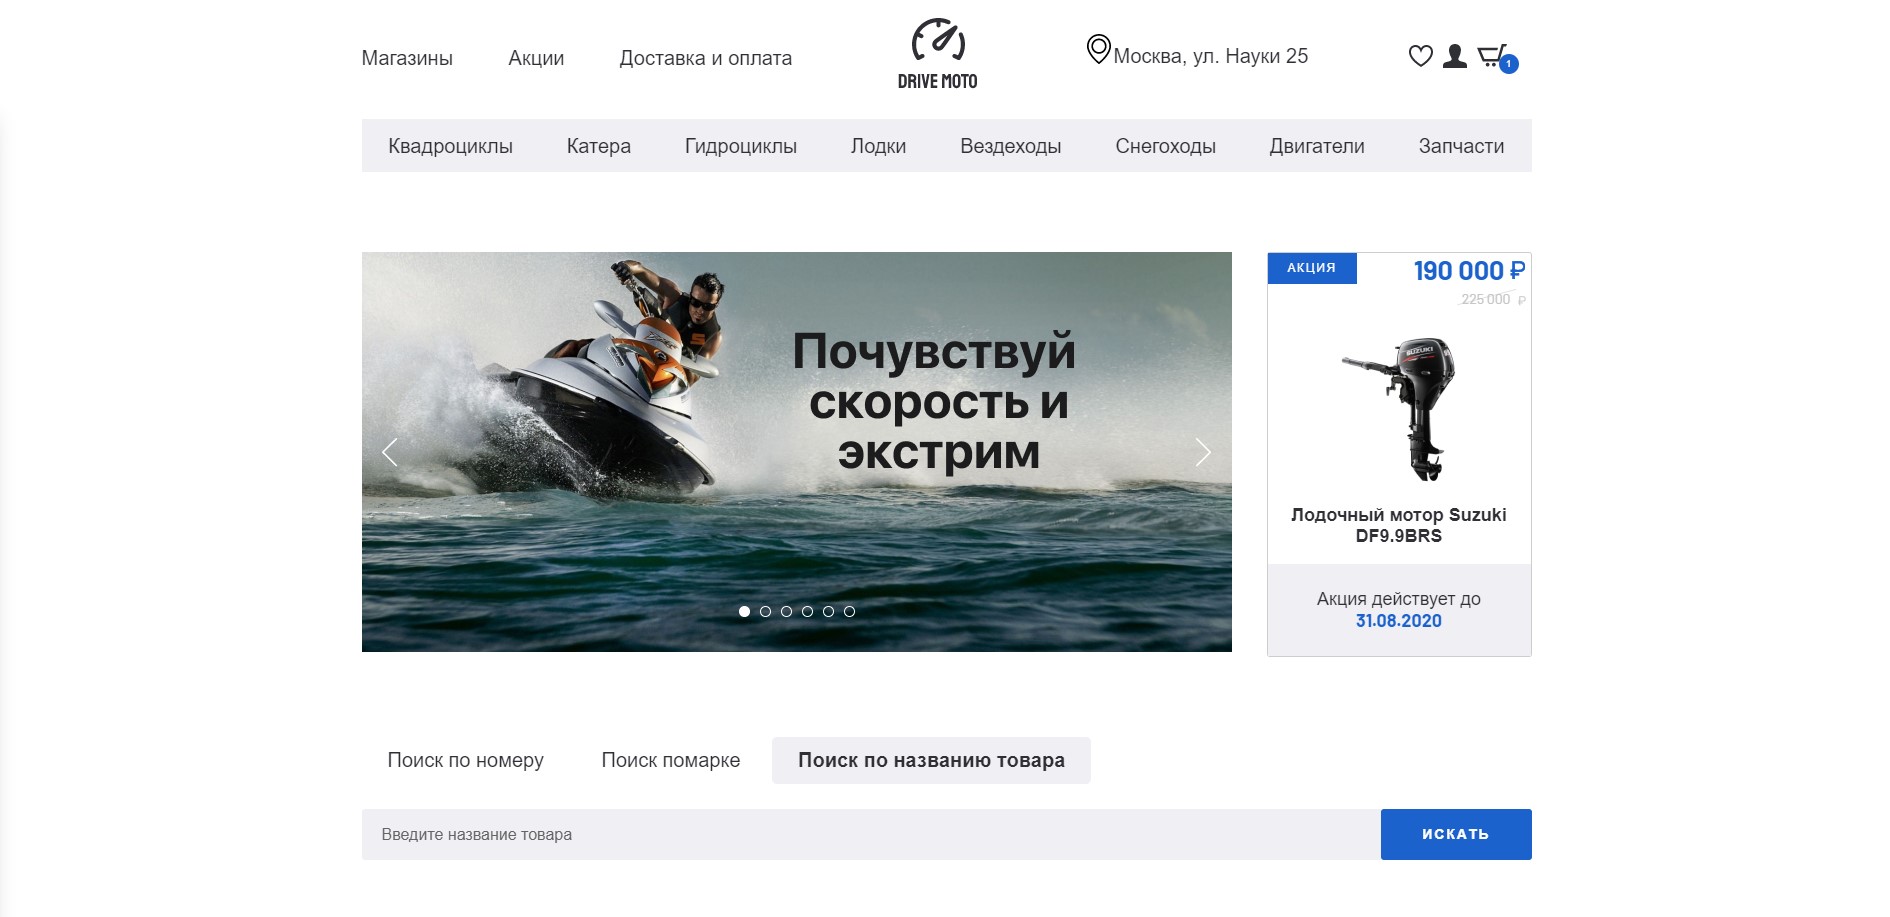 Магазины Акции Доставка и оплата
DRIVE MOTO
Москва, ул. Науки 25
1
Квадроциклы Катера Гидроциклы Лодки Вездеходы Снегоходы Двигатели Запчасти
Почувствуй
скорость и
экстрим
АКЦИЯ
190 000 ₽
225 000 ₽
SUZUKI
Лодочный мотор Suzuki
DF9.9BRS
Акция действует до
31.08.2020
Поиск по номеру Поиск помарке Поиск по названию товара
Введите название товара
ИСКАТЬ